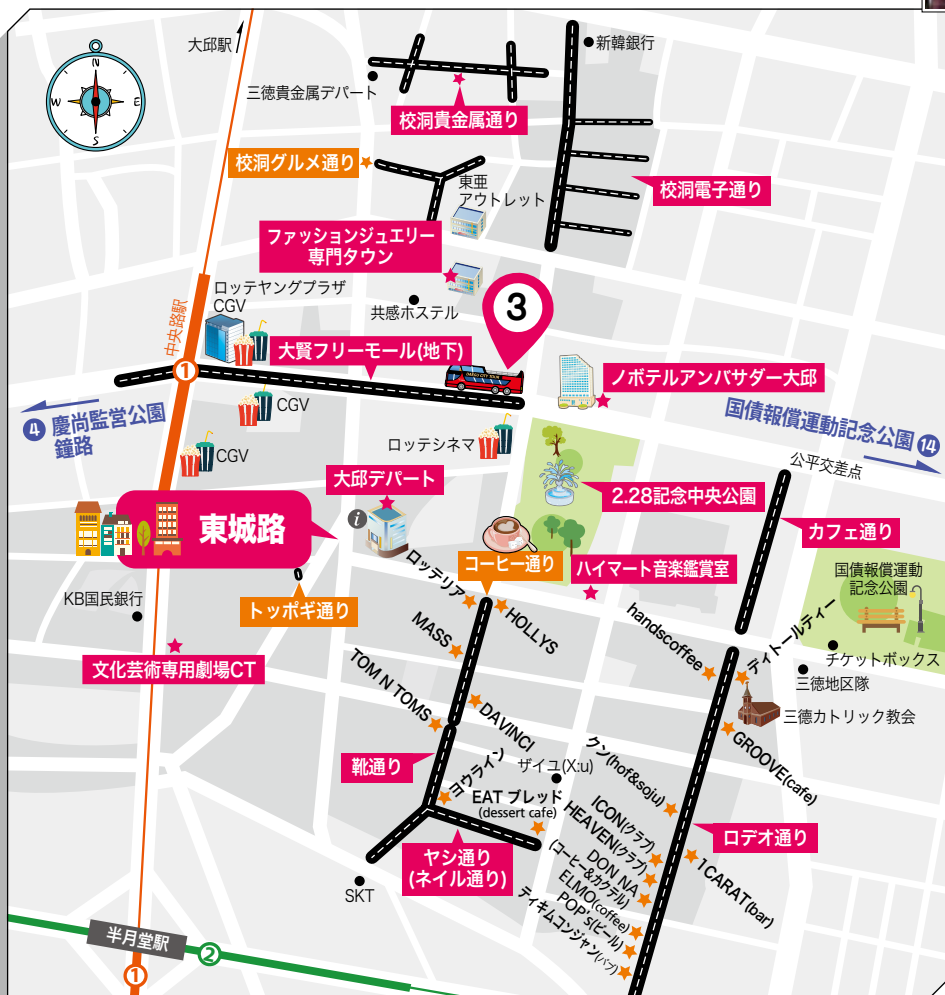 大邱駅
新韓銀行
N
W
E
S
三徳貴金属デパート
校洞貴金属通り
校洞グルメ通り
東亜
アウトレット
校洞電子通り
ファッションジュエリー
専門タウン
ロッテヤングプラザ
CGV
共感ホステル
3
中央路駅
大賢フリーモール(地下)
DAEGU CITY TOUR
1
ノボテルアンバサダー大邱
4 慶尚監営公園
鐘路
CGV
国債報償運動記念公園 14
ロッテシネマ
CGV
公平交差点
大邱デパート
2.28記念中央公園
i
東城路
カフェ通り
ロッテリア
コーヒー通り
ハイマート音楽鑑賞室
国債報償運動
記念公園
KB国民銀行
トッポギ通り
HOLLYS
handscoffee
ティトールティー
MASS
チケットボックス
文化芸術専用劇場CT
TOM N TOMS
三徳地区隊
DAVINCI
三徳カトリック教会
GROOVE(cafe)
靴通り
ヨウライン
ザイユ(X:u)
クン(hof&soju)
EAT ブレッド
(dessert cafe)
ICON(クラブ)
HEAVEN(クラブ)
ロデオ通り
ヤシ通り
(ネイル通り)
DON NA
(コーヒー&カクテル)
1 CARAT(bar)
SKT
ELMO(coffee)
POP's(ビール)
ティキムコンジャン(パブ)
半月堂駅
2
1